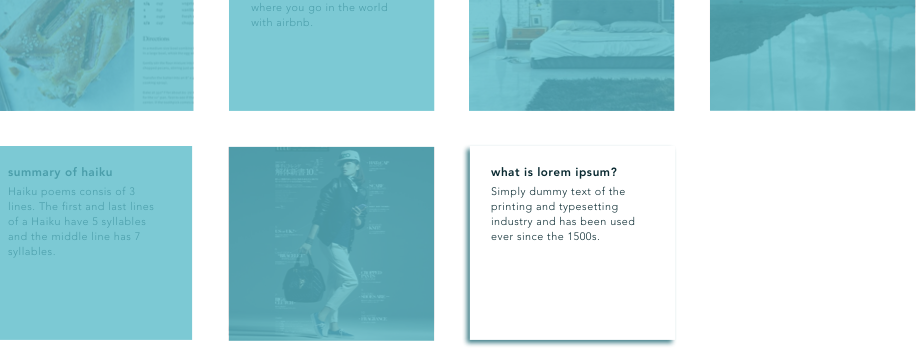 where you go in the world
with airbnb.
summary of haiku
Haiku poems consis of 3
lines. The first and last lines
of a Haiku have 5 syllables
and the middle line has 7
syllables.
what is lorem ipsum?
Simply dummy text of the
printing and typesetting
industry and has been used
ever since the 1500s.